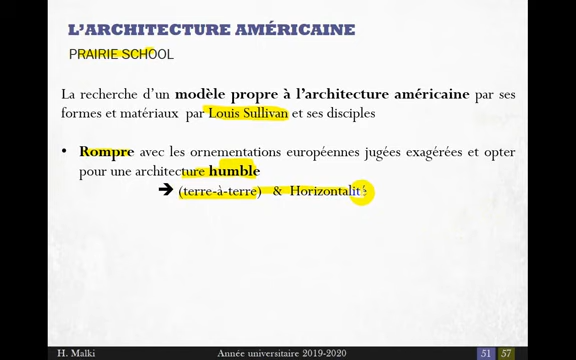 L'ARCHITECTURE AMÉRICAINE
PRAIRIE SCHOOL
La recherche d'un modèle propre à l'architecture américaine par ses
formes et matériaux par Louis Sullivan et ses disciples
• Rompre avec les ornementations européennes jugées exagérées et opter
pour une architecture humble
➔ (terre-à-terre) & Horizontalité
H. Malki Année universitaire 2019-2020 51 57